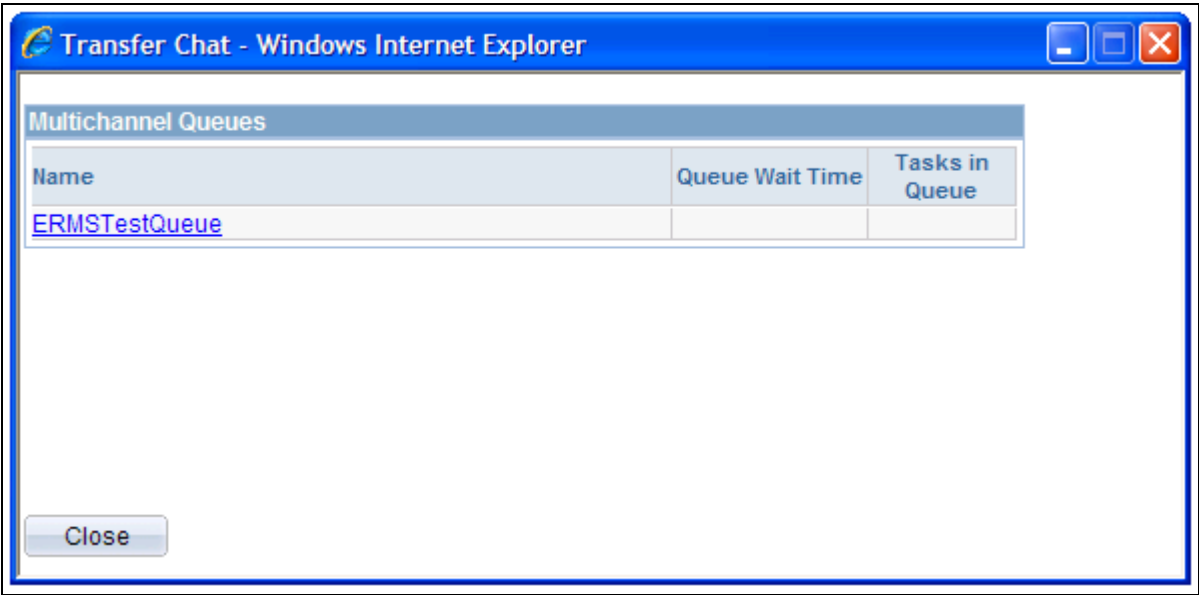 Transfer Chat - Windows Internet Explorer
Multichannel Queues
Name Queue Wait Time Tasks in Queue
ERMSTestQueue
Close